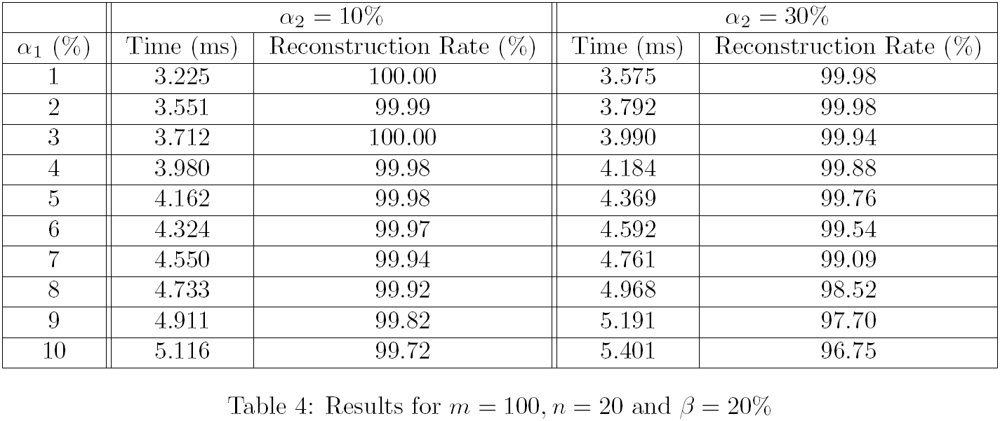 α₂ = 10% α₂ = 30%
α₁ (%) Time (ms) Reconstruction Rate (%) Time (ms) Reconstruction Rate (%)
1 3.225 100.00 3.575 99.98
2 3.551 99.99 3.792 99.98
3 3.712 100.00 3.990 99.94
4 3.980 99.98 4.184 99.88
5 4.162 99.98 4.369 99.76
6 4.324 99.97 4.592 99.54
7 4.550 99.94 4.761 99.09
8 4.733 99.92 4.968 98.52
9 4.911 99.82 5.191 97.70
10 5.116 99.72 5.401 96.75
Table 4: Results for m = 100, n = 20 and β = 20%